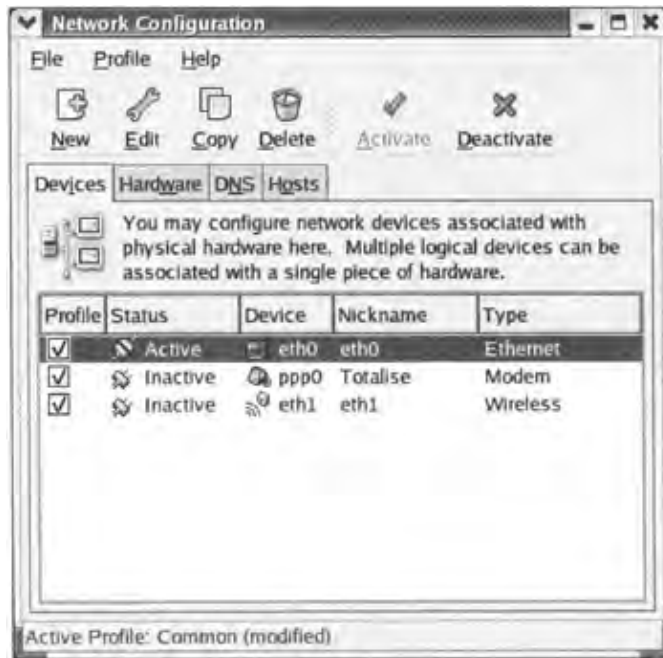 Network Configuration
File Profile Help
New Edit Copy Delete Activate Deactivate
Devices Hardware DNS Hosts
You may configure network devices associated with
physical hardware here. Multiple logical devices can be
associated with a single piece of hardware.
Profile Status Device Nickname Type
Active eth0 eth0 Ethernet
Inactive ppp0 Totalise Modem
Inactive eth1 eth1 Wireless
Active Profile: Common (modified)